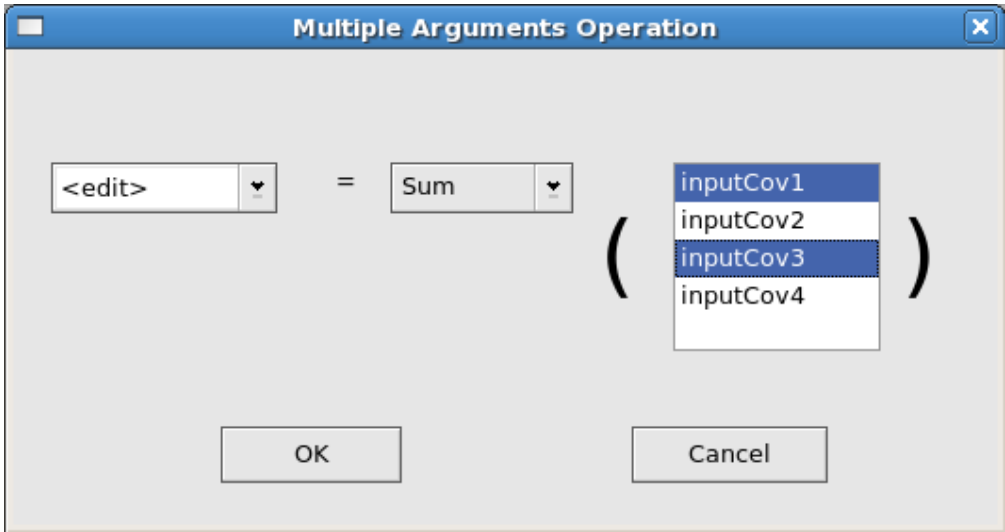 Multiple Arguments Operation
<edit> = Sum ( inputCov1
inputCov2
inputCov3
inputCov4 )
OK Cancel